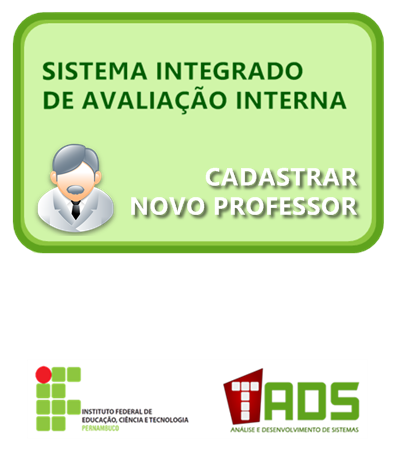 SISTEMA INTEGRADO
DE AVALIAÇÃO INTERNA
CADASTRAR
NOVO PROFESSOR
INSTITUTO FEDERAL DE
EDUCAÇÃO, CIÊNCIA E TECNOLOGIA
PERNAMBUCO
TADS
ANÁLISE E DESENVOLVIMENTO DE SISTEMAS